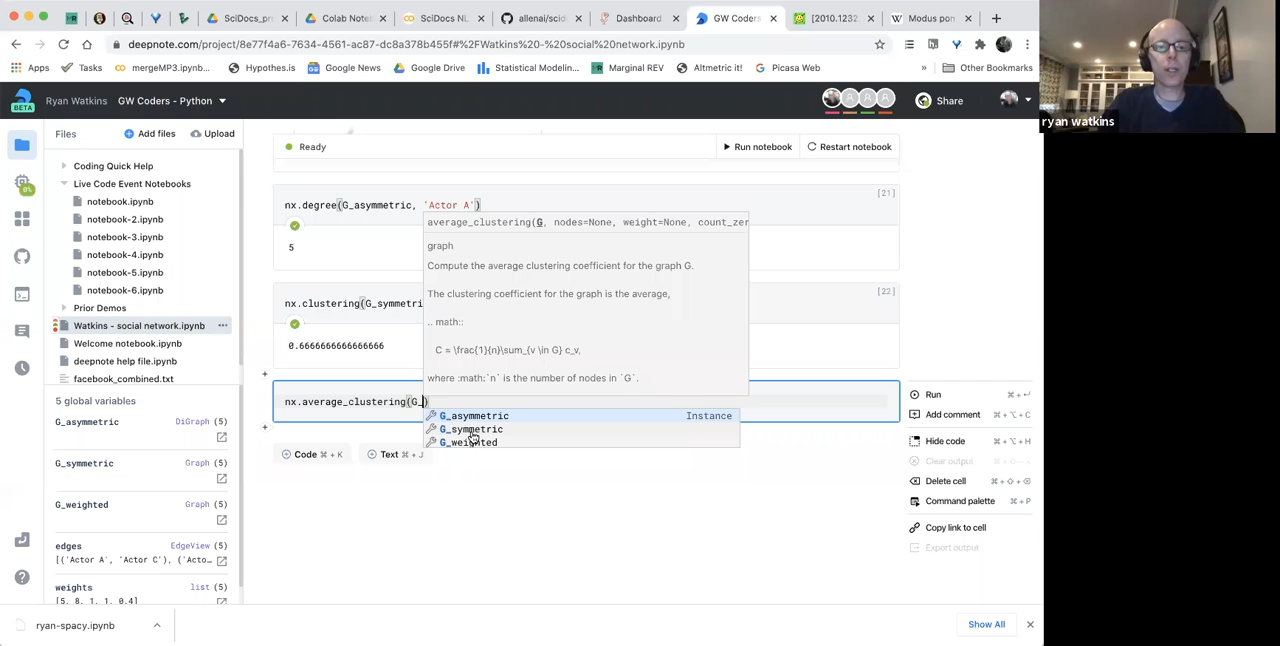 SciDocs_pr
Colab Note
SciDocs NL
allenai/scid
Dashboard
GW Coders
[2010.1232
Modus pon
deepnote.com/project/8e77f4a6-7634-4561-ac87-dc8a378b455f#%2FWatkins%20-%20social%20network.ipynb
Apps
Tasks
mergeMP3.ipynb...
Hypothes.is
Google News
Google Drive
Statistical Modelin...
Marginal REV
Altmetric it!
Picasa Web
»
Other Bookmarks
ryan watkins
BETA
Ryan Watkins
GW Coders - Python
Share
Files
Add files
Upload
Ready
Run notebook
Restart notebook
Coding Quick Help
Live Code Event Notebooks
notebook.ipynb
notebook-2.ipynb
notebook-3.ipynb
notebook-4.ipynb
notebook-5.ipynb
notebook-6.ipynb
Prior Demos
Watkins - social network.ipynb
Welcome notebook.ipynb
deepnote help file.ipynb
facebook_combined.txt
5 global variables
G_asymmetric DiGraph (5)
G_symmetric Graph (5)
G_weighted Graph (5)
edges EdgeView (5)
[('Actor A', 'Actor C'), ('Acto...
weights list (5)
[5, 8, 1, 1, 0.4]
[21]
nx.degree(G_asymmetric, 'Actor A')
5
[22]
nx.clustering(G_symmetri
0.6666666666666666
average_clustering(G, nodes=None, weight=None, count_zer
graph
Compute the average clustering coefficient for the graph G.
The clustering coefficient for the graph is the average,
.. math::
C = \frac{1}{n}\sum_{v \in G} c_v,
where :math:`n` is the number of nodes in `G`.
nx.average_clustering(G_)
G_asymmetric Instance
G_symmetric
G_weighted
Code ⌘ + K
Text ⌘ + J
Run ⌘ + ↵
Add comment ⌘ + ⌥ + C
Hide code ⌘ + ⌥ + H
Clear output
Delete cell ⌘ + ⇧ + ⌫
Command palette ⌘ + P
Copy link to cell
Export output
ryan-spacy.ipynb
Show All